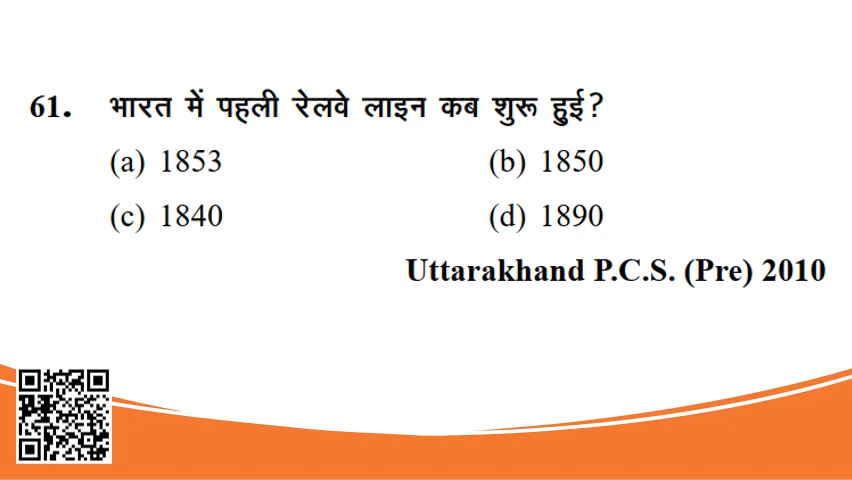 61. भारत में पहली रेलवे लाइन कब शुरू हुई?
(a) 1853 (b) 1850
(c) 1840 (d) 1890
Uttarakhand P.C.S. (Pre) 2010